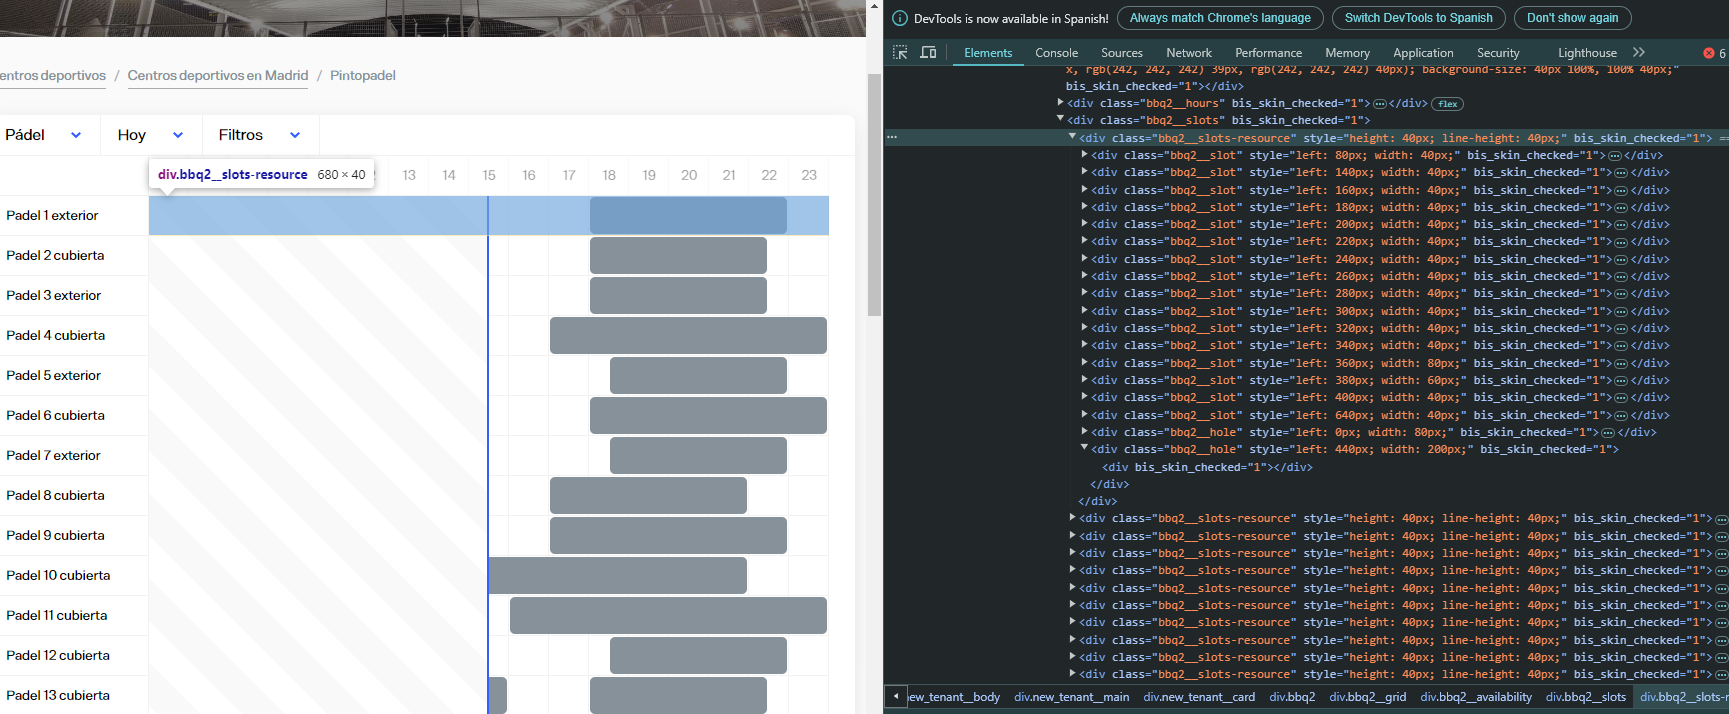 entros deportivos / Centros deportivos en Madrid / Pintopadel
Pádel Hoy Filtros
div.bbq2__slots-resource 680 × 40
13 14 15 16 17 18 19 20 21 22 23
Padel 1 exterior
Padel 2 cubierta
Padel 3 exterior
Padel 4 cubierta
Padel 5 exterior
Padel 6 cubierta
Padel 7 exterior
Padel 8 cubierta
Padel 9 cubierta
Padel 10 cubierta
Padel 11 cubierta
Padel 12 cubierta
Padel 13 cubierta
DevTools is now available in Spanish! Always match Chrome's language Switch DevTools to Spanish Don't show again
Elements Console Sources Network Performance Memory Application Security Lighthouse 6
x, rgb(242, 242, 242) 39px, rgb(242, 242, 242) 40px); background-size: 40px 100%, 100% 40px;"
bis_skin_checked="1"></div>
<div class="bbq2__hours" bis_skin_checked="1"> … </div> flex
<div class="bbq2__slots" bis_skin_checked="1">
<div class="bbq2__slots-resource" style="height: 40px; line-height: 40px;" bis_skin_checked="1"> ==
<div class="bbq2__slot" style="left: 80px; width: 40px;" bis_skin_checked="1"> … </div>
<div class="bbq2__slot" style="left: 140px; width: 40px;" bis_skin_checked="1"> … </div>
<div class="bbq2__slot" style="left: 160px; width: 40px;" bis_skin_checked="1"> … </div>
<div class="bbq2__slot" style="left: 180px; width: 40px;" bis_skin_checked="1"> … </div>
<div class="bbq2__slot" style="left: 200px; width: 40px;" bis_skin_checked="1"> … </div>
<div class="bbq2__slot" style="left: 220px; width: 40px;" bis_skin_checked="1"> … </div>
<div class="bbq2__slot" style="left: 240px; width: 40px;" bis_skin_checked="1"> … </div>
<div class="bbq2__slot" style="left: 260px; width: 40px;" bis_skin_checked="1"> … </div>
<div class="bbq2__slot" style="left: 280px; width: 40px;" bis_skin_checked="1"> … </div>
<div class="bbq2__slot" style="left: 300px; width: 40px;" bis_skin_checked="1"> … </div>
<div class="bbq2__slot" style="left: 320px; width: 40px;" bis_skin_checked="1"> … </div>
<div class="bbq2__slot" style="left: 340px; width: 40px;" bis_skin_checked="1"> … </div>
<div class="bbq2__slot" style="left: 360px; width: 80px;" bis_skin_checked="1"> … </div>
<div class="bbq2__slot" style="left: 380px; width: 60px;" bis_skin_checked="1"> … </div>
<div class="bbq2__slot" style="left: 400px; width: 40px;" bis_skin_checked="1"> … </div>
<div class="bbq2__slot" style="left: 640px; width: 40px;" bis_skin_checked="1"> … </div>
<div class="bbq2__hole" style="left: 0px; width: 80px;" bis_skin_checked="1"> … </div>
<div class="bbq2__hole" style="left: 440px; width: 200px;" bis_skin_checked="1">
<div bis_skin_checked="1"></div>
</div>
</div>
<div class="bbq2__slots-resource" style="height: 40px; line-height: 40px;" bis_skin_checked="1"> …
<div class="bbq2__slots-resource" style="height: 40px; line-height: 40px;" bis_skin_checked="1"> …
<div class="bbq2__slots-resource" style="height: 40px; line-height: 40px;" bis_skin_checked="1"> …
<div class="bbq2__slots-resource" style="height: 40px; line-height: 40px;" bis_skin_checked="1"> …
<div class="bbq2__slots-resource" style="height: 40px; line-height: 40px;" bis_skin_checked="1"> …
<div class="bbq2__slots-resource" style="height: 40px; line-height: 40px;" bis_skin_checked="1"> …
<div class="bbq2__slots-resource" style="height: 40px; line-height: 40px;" bis_skin_checked="1"> …
<div class="bbq2__slots-resource" style="height: 40px; line-height: 40px;" bis_skin_checked="1"> …
<div class="bbq2__slots-resource" style="height: 40px; line-height: 40px;" bis_skin_checked="1"> …
<div class="bbq2__slots-resource" style="height: 40px; line-height: 40px;" bis_skin_checked="1"> …
new_tenant__body div.new_tenant__main div.new_tenant__card div.bbq2 div.bbq2__grid div.bbq2__availability div.bbq2__slots div.bbq2__slots-r